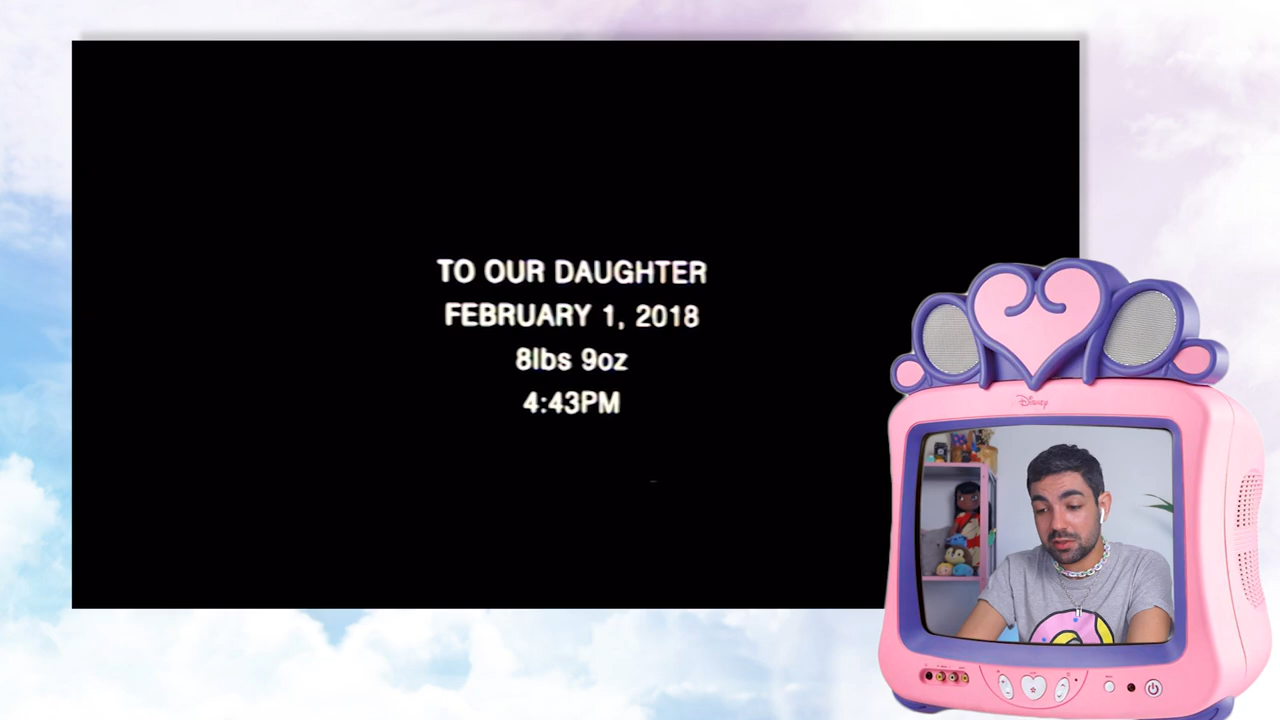 TO OUR DAUGHTER
FEBRUARY 1, 2018
8lbs 9oz
4:43PM
Disney